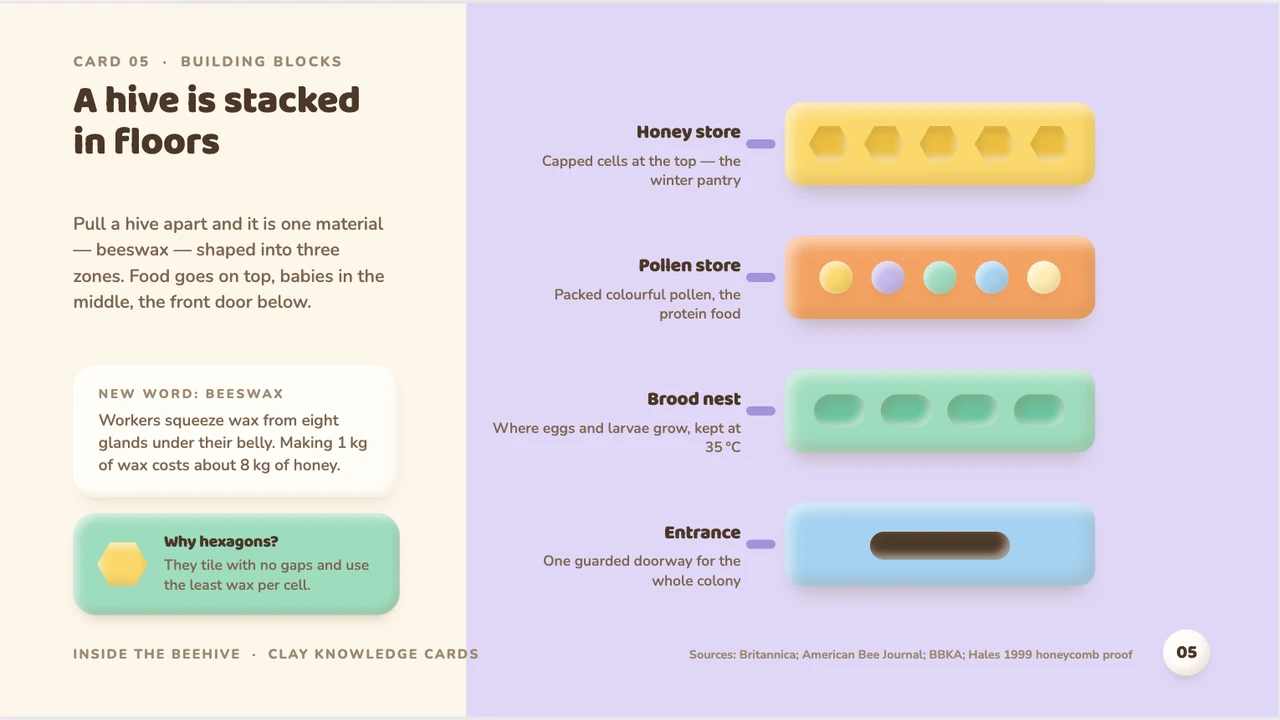 CARD 05 · BUILDING BLOCKS
A hive is stacked
in floors
Pull a hive apart and it is one material
— beeswax — shaped into three
zones. Food goes on top, babies in the
middle, the front door below.
NEW WORD: BEESWAX
Workers squeeze wax from eight
glands under their belly. Making 1 kg
of wax costs about 8 kg of honey.
Why hexagons?
They tile with no gaps and use
the least wax per cell.
INSIDE THE BEEHIVE · CLAY KNOWLEDGE CARDS
Honey store
Capped cells at the top — the
winter pantry
Pollen store
Packed colourful pollen, the
protein food
Brood nest
Where eggs and larvae grow, kept at
35 °C
Entrance
One guarded doorway for the
whole colony
Sources: Britannica; American Bee Journal; BBKA; Hales 1999 honeycomb proof
05